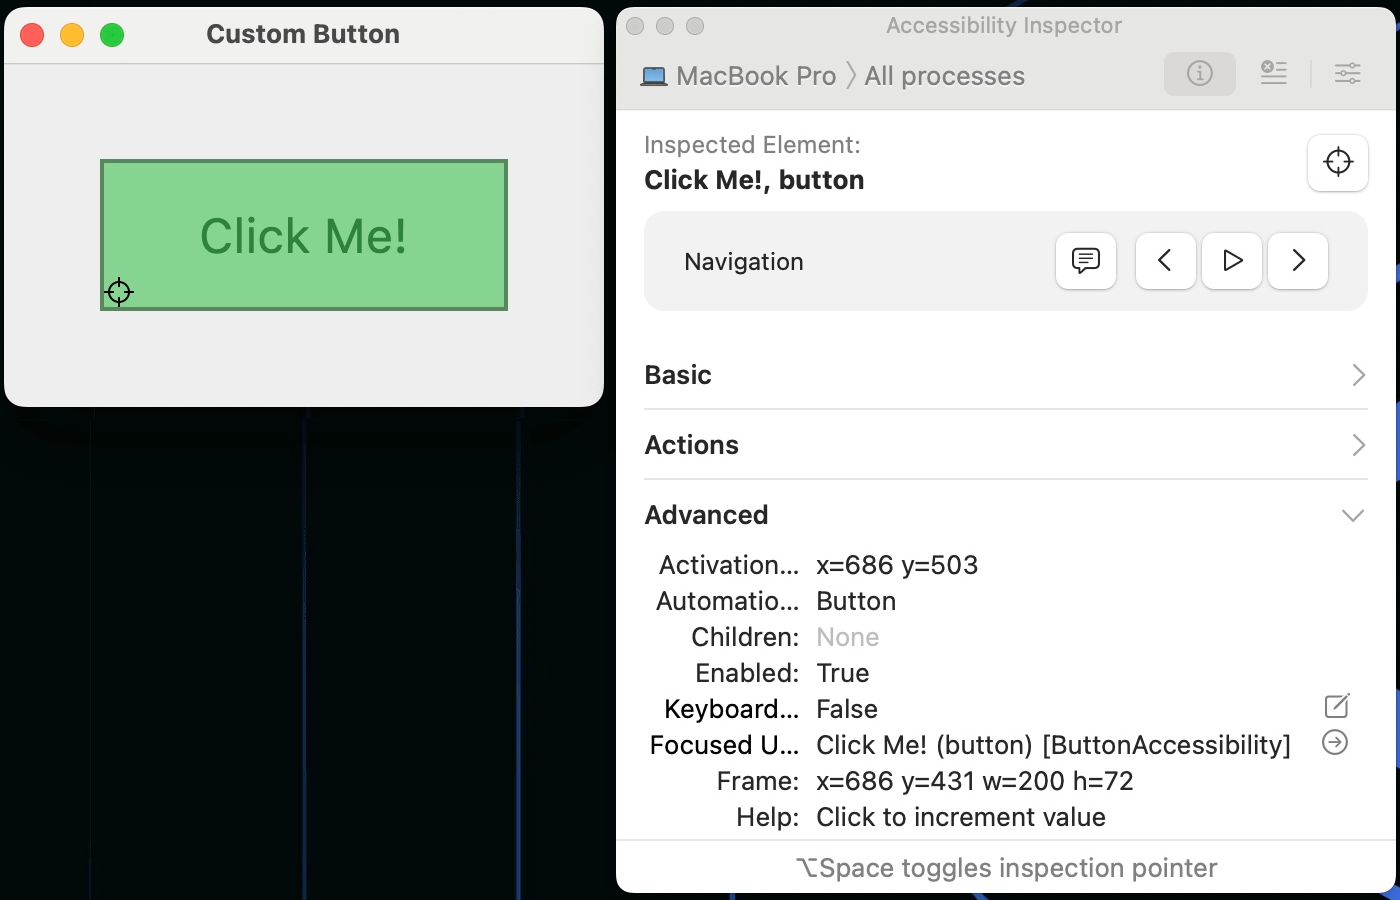 Custom Button
Click Me!
Accessibility Inspector
MacBook Pro 〉All processes
Inspected Element:
Click Me!, button
Navigation
Basic
Actions
Advanced
Activation... x=686 y=503
Automatio... Button
Children: None
Enabled: True
Keyboard... False
Focused U... Click Me! (button) [ButtonAccessibility]
Frame: x=686 y=431 w=200 h=72
Help: Click to increment value
⌥Space toggles inspection pointer